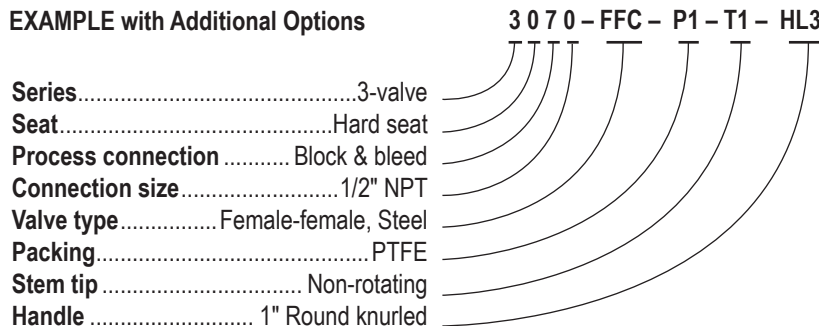 EXAMPLE with Additional Options 3 0 7 0 – FFC – P1 – T1 – HL3
Series...............................................3-valve
Seat..............................................Hard seat
Process connection ........... Block & bleed
Connection size...........................1/2" NPT
Valve type................Female-female, Steel
Packing..............................................PTFE
Stem tip ................................. Non-rotating
Handle ........................... 1" Round knurled